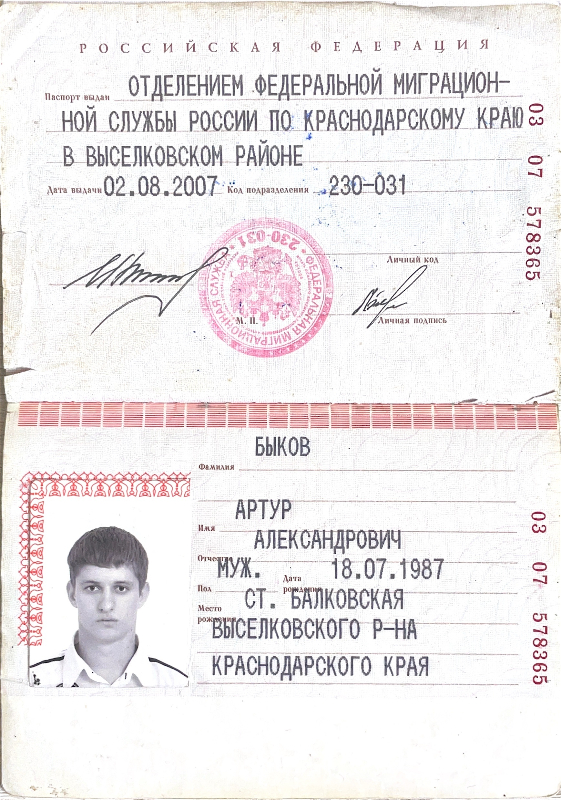 РОССИЙСКАЯ ФЕДЕРАЦИЯ
Паспорт выдан ОТДЕЛЕНИЕМ ФЕДЕРАЛЬНОЙ МИГРАЦИОН-
НОЙ СЛУЖБЫ РОССИИ ПО КРАСНОДАРСКОМУ КРАЮ
В ВЫСЕЛКОВСКОМ РАЙОНЕ
Дата выдачи 02.08.2007 Код подразделения 230-031
03 07 578365
Личный код
ФЕДЕРАЛЬНАЯ МИГРАЦИОННАЯ СЛУЖБА 230-031
М. П.
Личная подпись
БЫКОВ
Фамилия
АРТУР
Имя
АЛЕКСАНДРОВИЧ
Отчество
МУЖ. Дата рождения 18.07.1987
Пол
СТ. БАЛКОВСКАЯ
Место рождения
ВЫСЕЛКОВСКОГО Р-НА
КРАСНОДАРСКОГО КРАЯ
03 07 578365